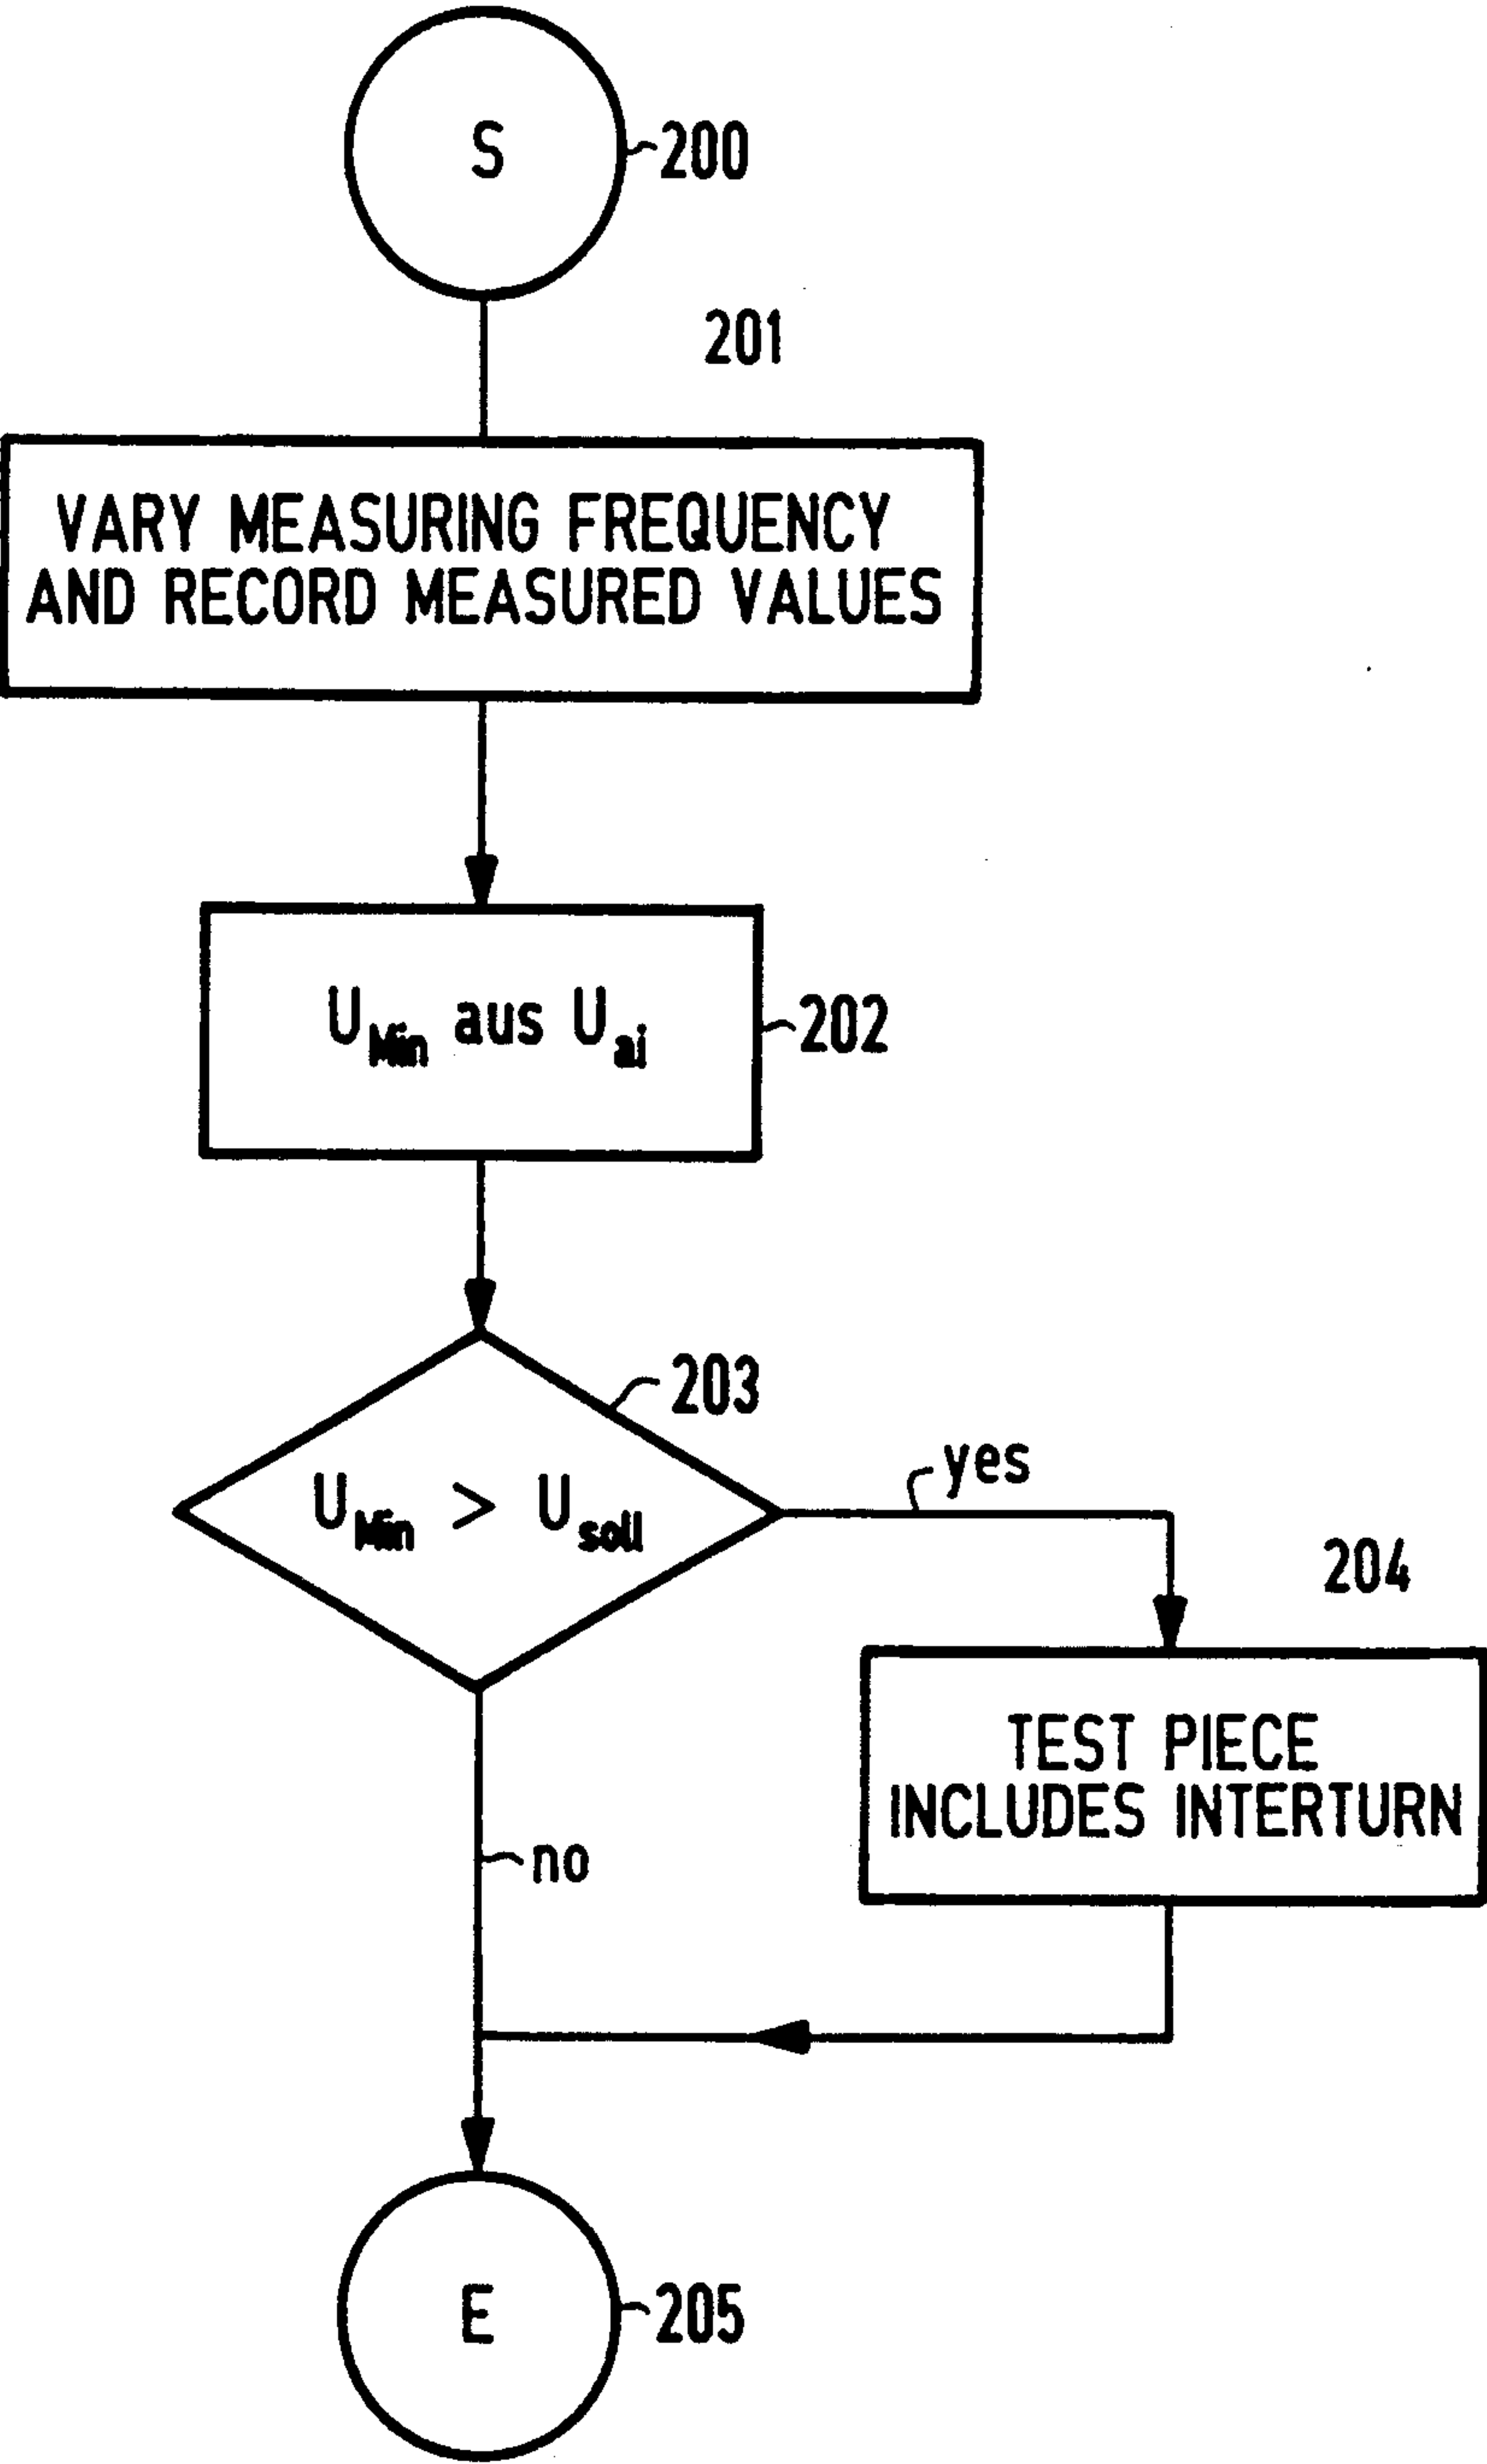 S
200
201
VARY MEASURING FREQUENCY
AND RECORD MEASURED VALUES
U_Min aus U_ai
202
203
U_Min > U_soll
yes
204
TEST PIECE
INCLUDES INTERTURN
no
E
205